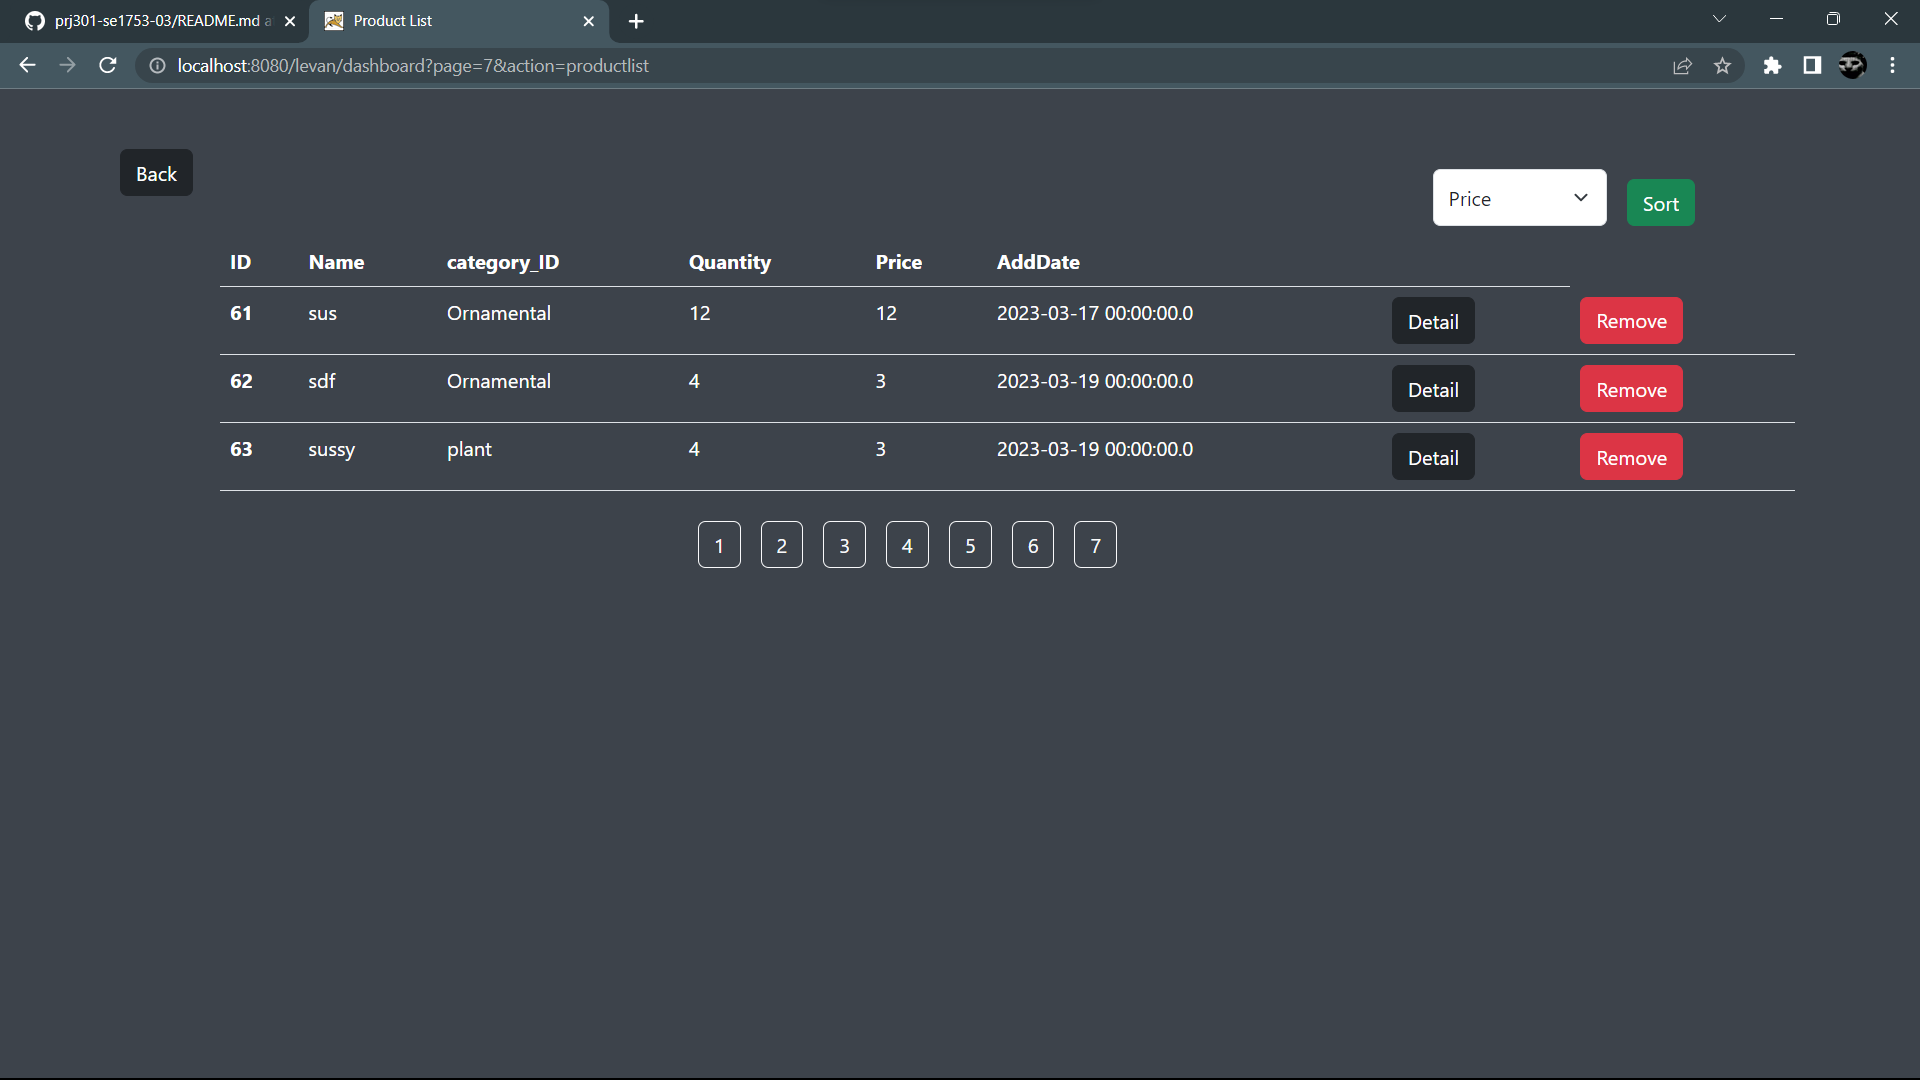 prj301-se1753-03/README.md a
Product List
localhost:8080/levan/dashboard?page=7&action=productlist
Back
Price
Sort
ID Name category_ID Quantity Price AddDate
61 sus Ornamental 12 12 2023-03-17 00:00:00.0 Detail Remove
62 sdf Ornamental 4 3 2023-03-19 00:00:00.0 Detail Remove
63 sussy plant 4 3 2023-03-19 00:00:00.0 Detail Remove
1 2 3 4 5 6 7